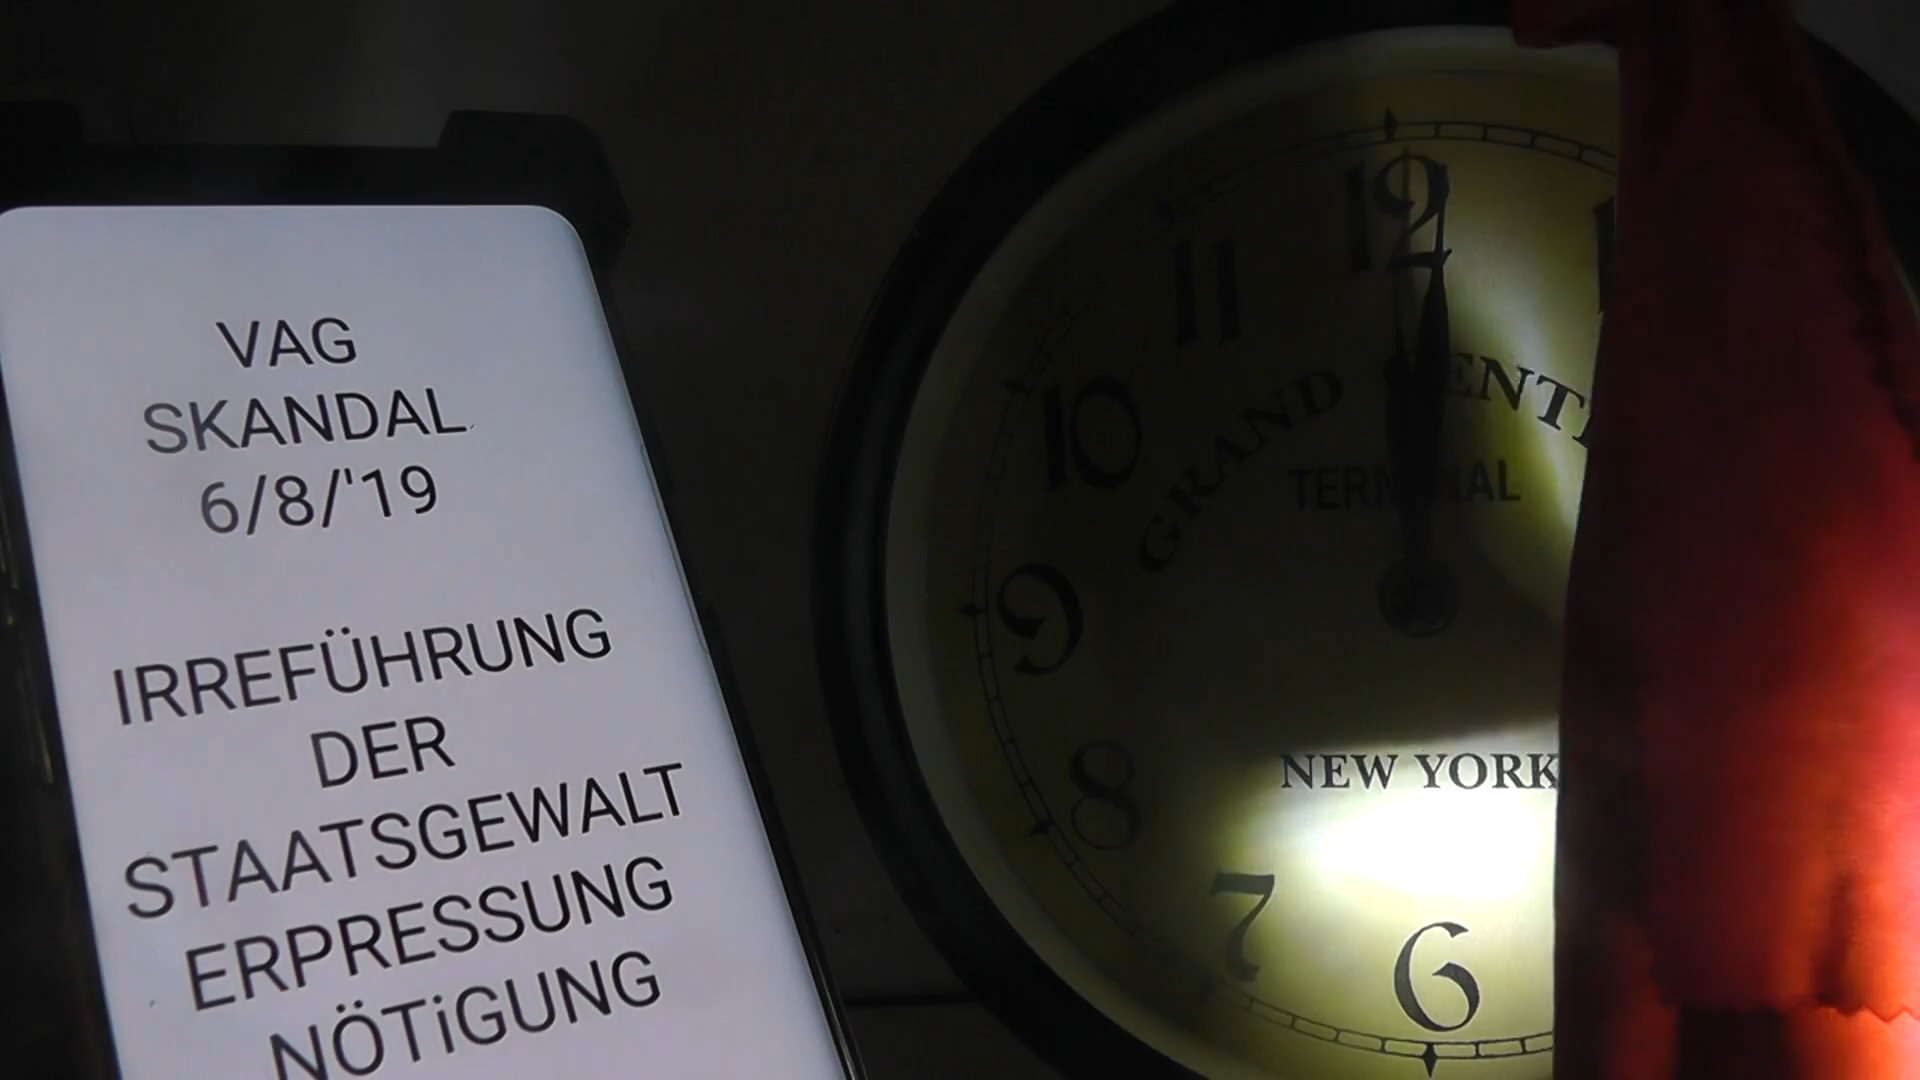 VAG
SKANDAL
6/8/'19
IRREFÜHRUNG
DER
STAATSGEWALT
ERPRESSUNG
NÖTiGUNG
12
11
10
9
8
7
6
GRAND CENT
TERMINAL
NEW YORK